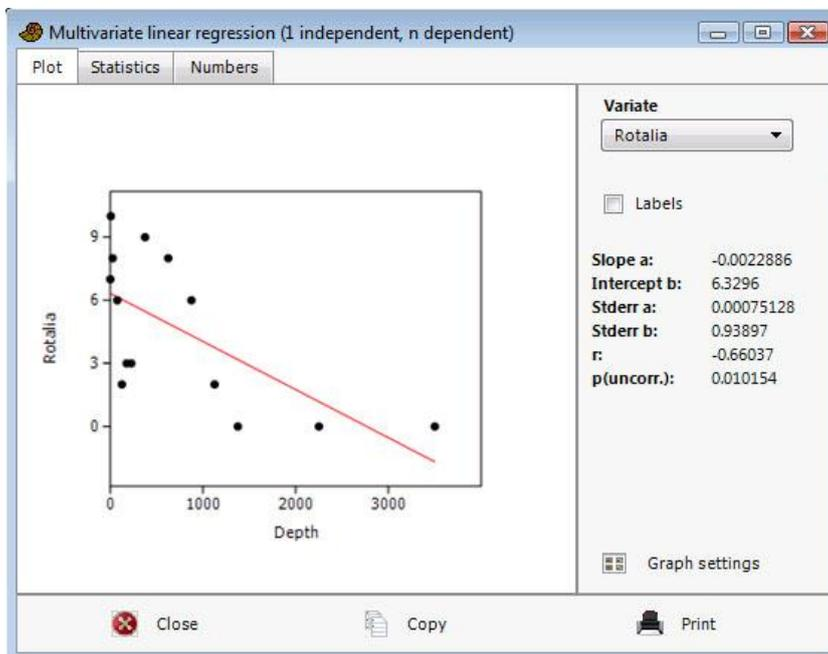 Multivariate linear regression (1 independent, n dependent)
Plot Statistics Numbers
Variate
Rotalia
Labels
Slope a: -0.0022886
Intercept b: 6.3296
Stderr a: 0.00075128
Stderr b: 0.93897
r: -0.66037
p(uncorr.): 0.010154
9
6
3
0
Rotalia
0 1000 2000 3000
Depth
Graph settings
Close Copy Print